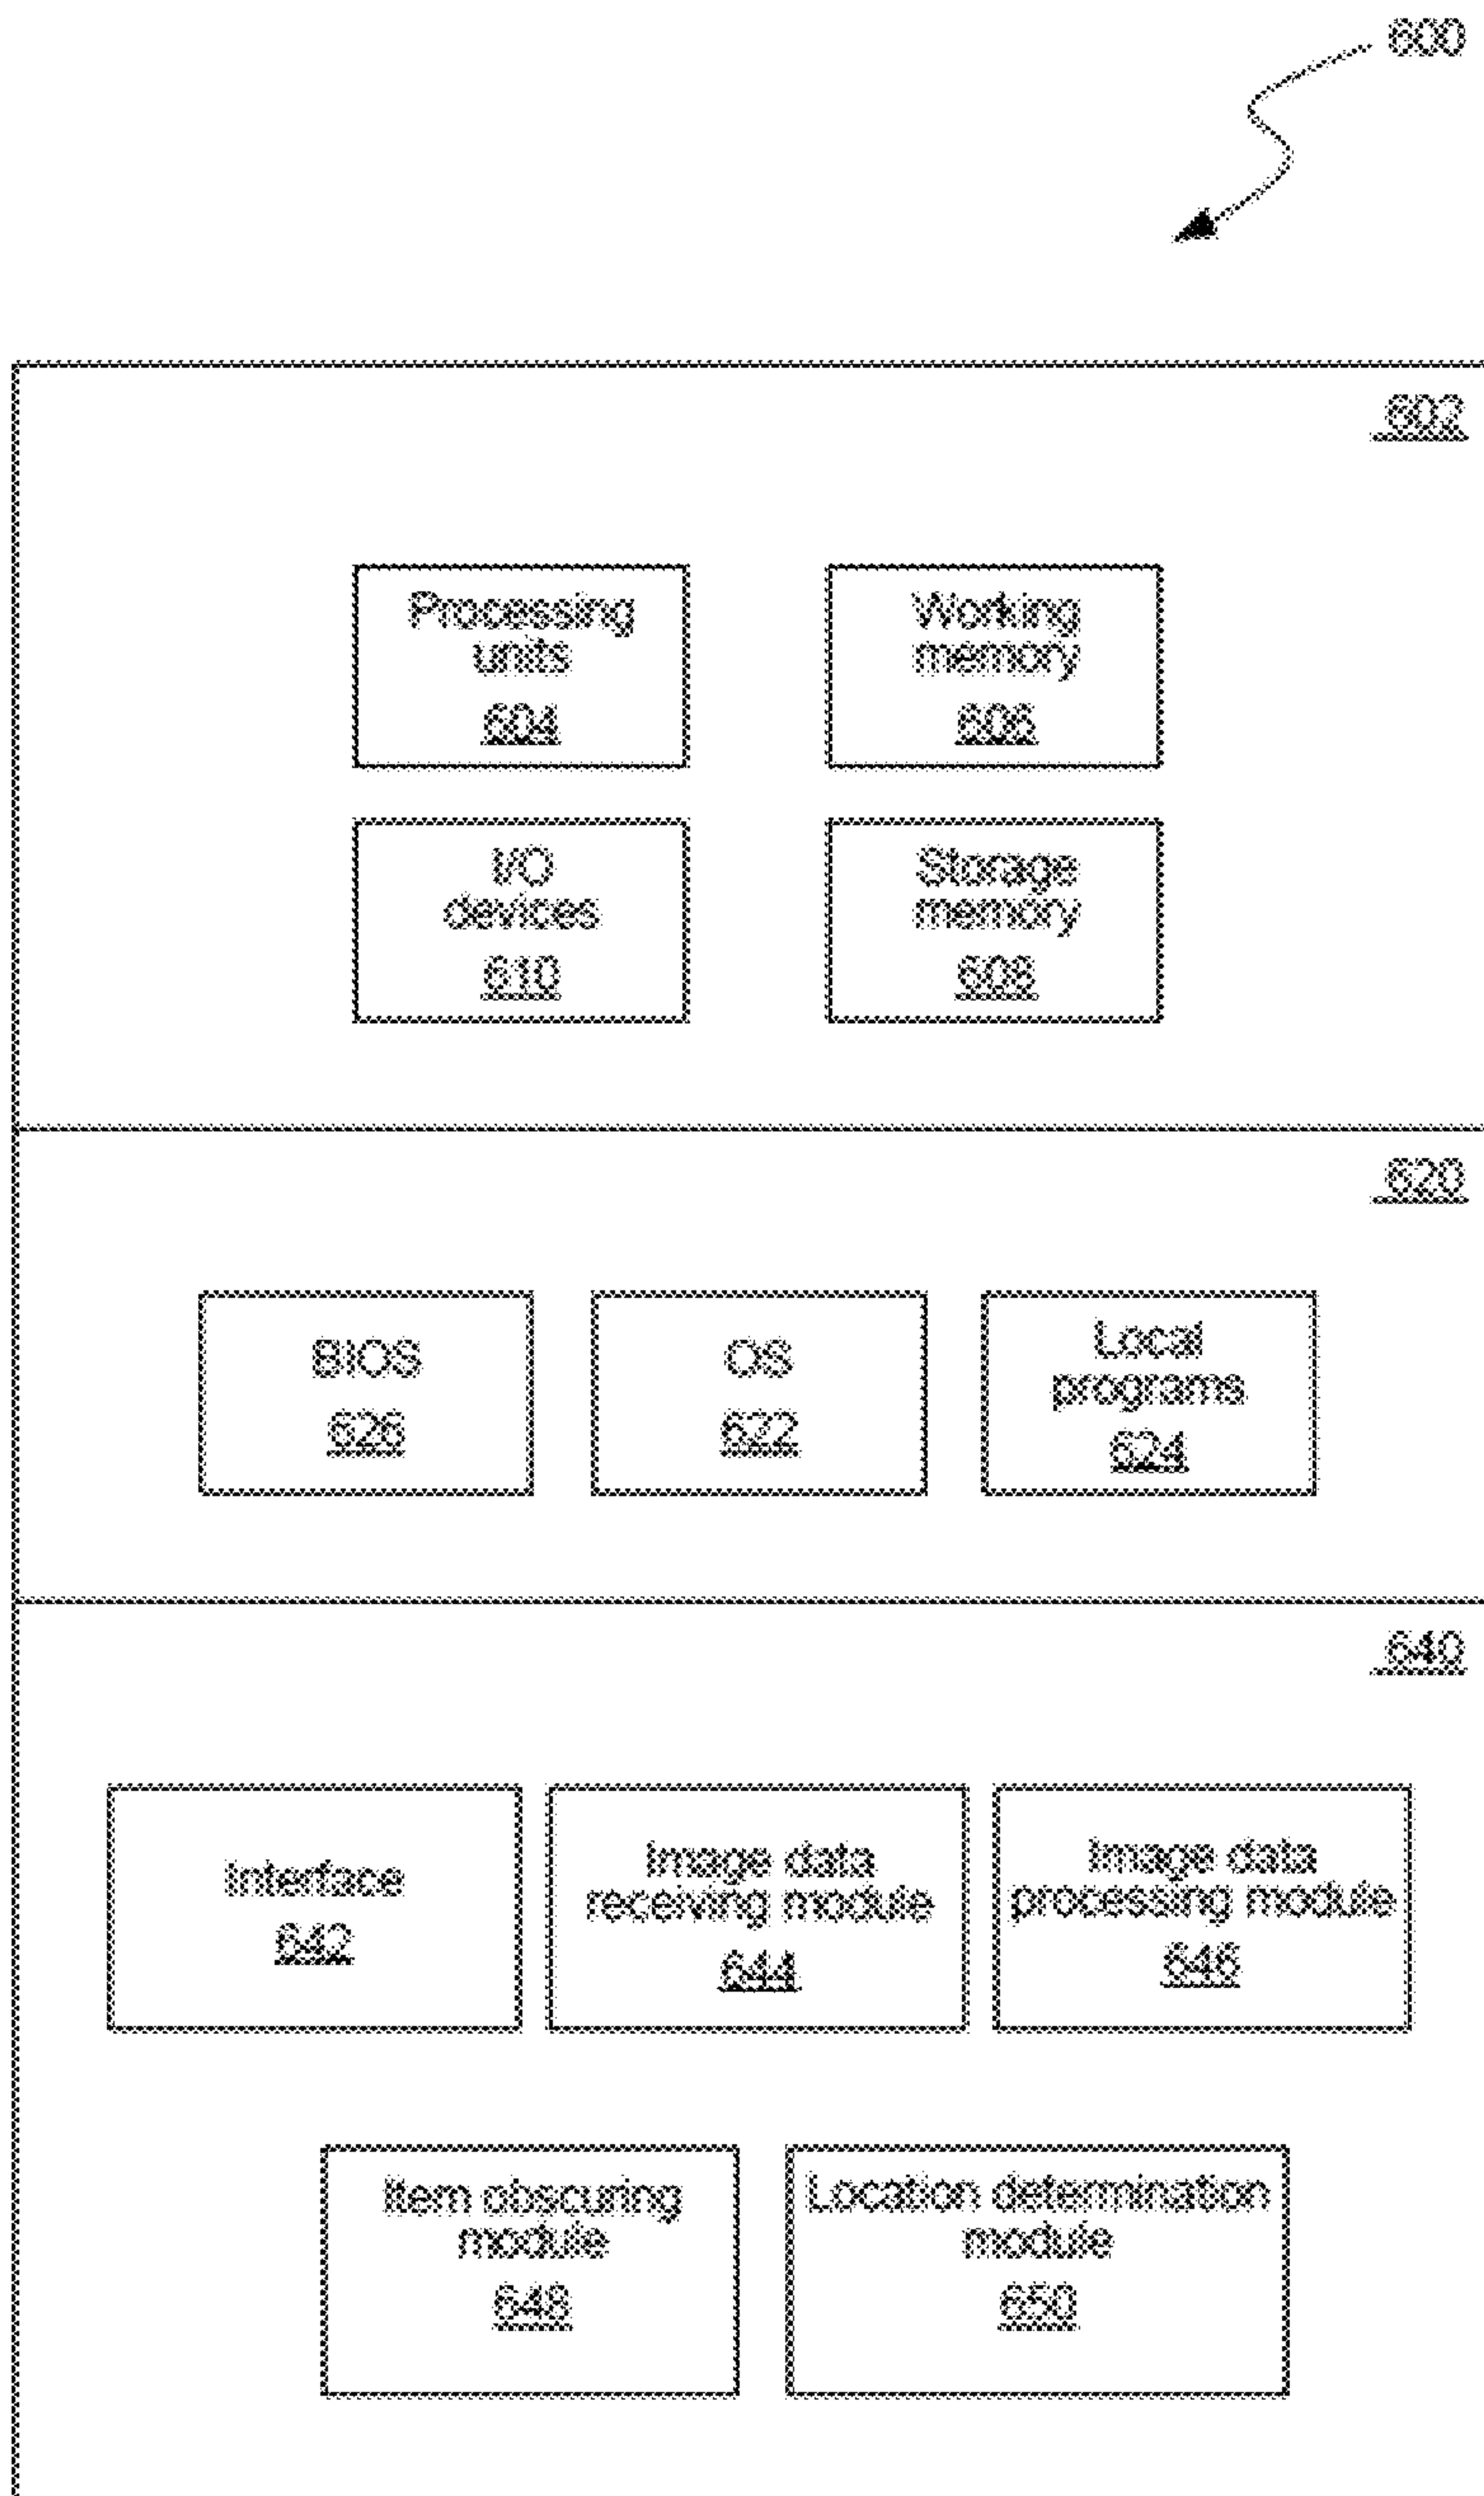 600
602
Processing
units
604
Working
memory
606
I/O
devices
610
Storage
memory
608
620
BIOS
626
OS
622
Local
programs
624
640
Interface
642
Image data
receiving module
644
Image data
processing module
646
Item obscuring
module
648
Location determination
module
650